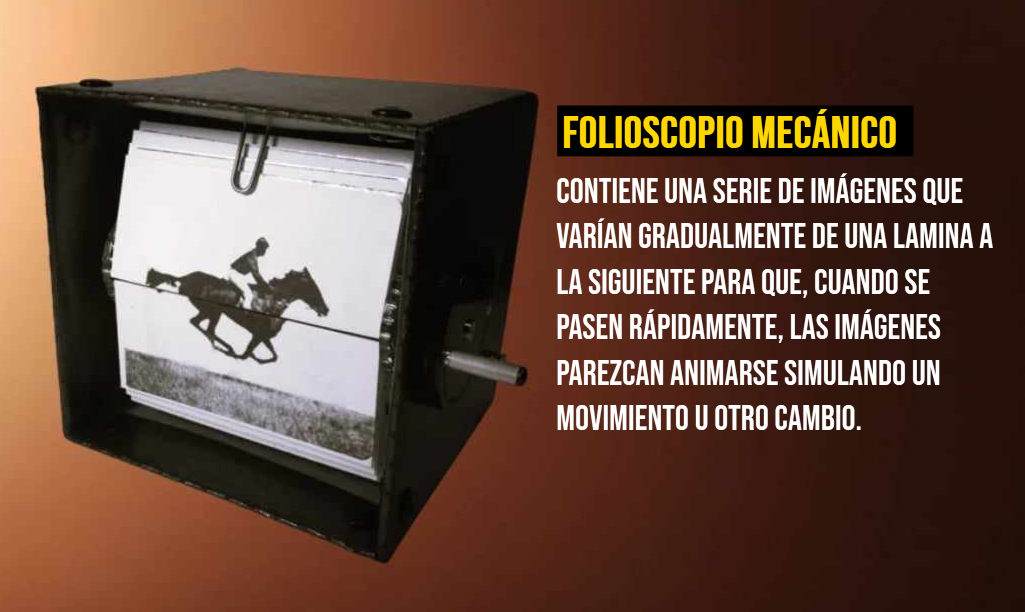 FOLIOSCOPIO MECÁNICO
CONTIENE UNA SERIE DE IMÁGENES QUE
VARÍAN GRADUALMENTE DE UNA LAMINA A
LA SIGUIENTE PARA QUE, CUANDO SE
PASEN RÁPIDAMENTE, LAS IMÁGENES
PAREZCAN ANIMARSE SIMULANDO UN
MOVIMIENTO U OTRO CAMBIO.